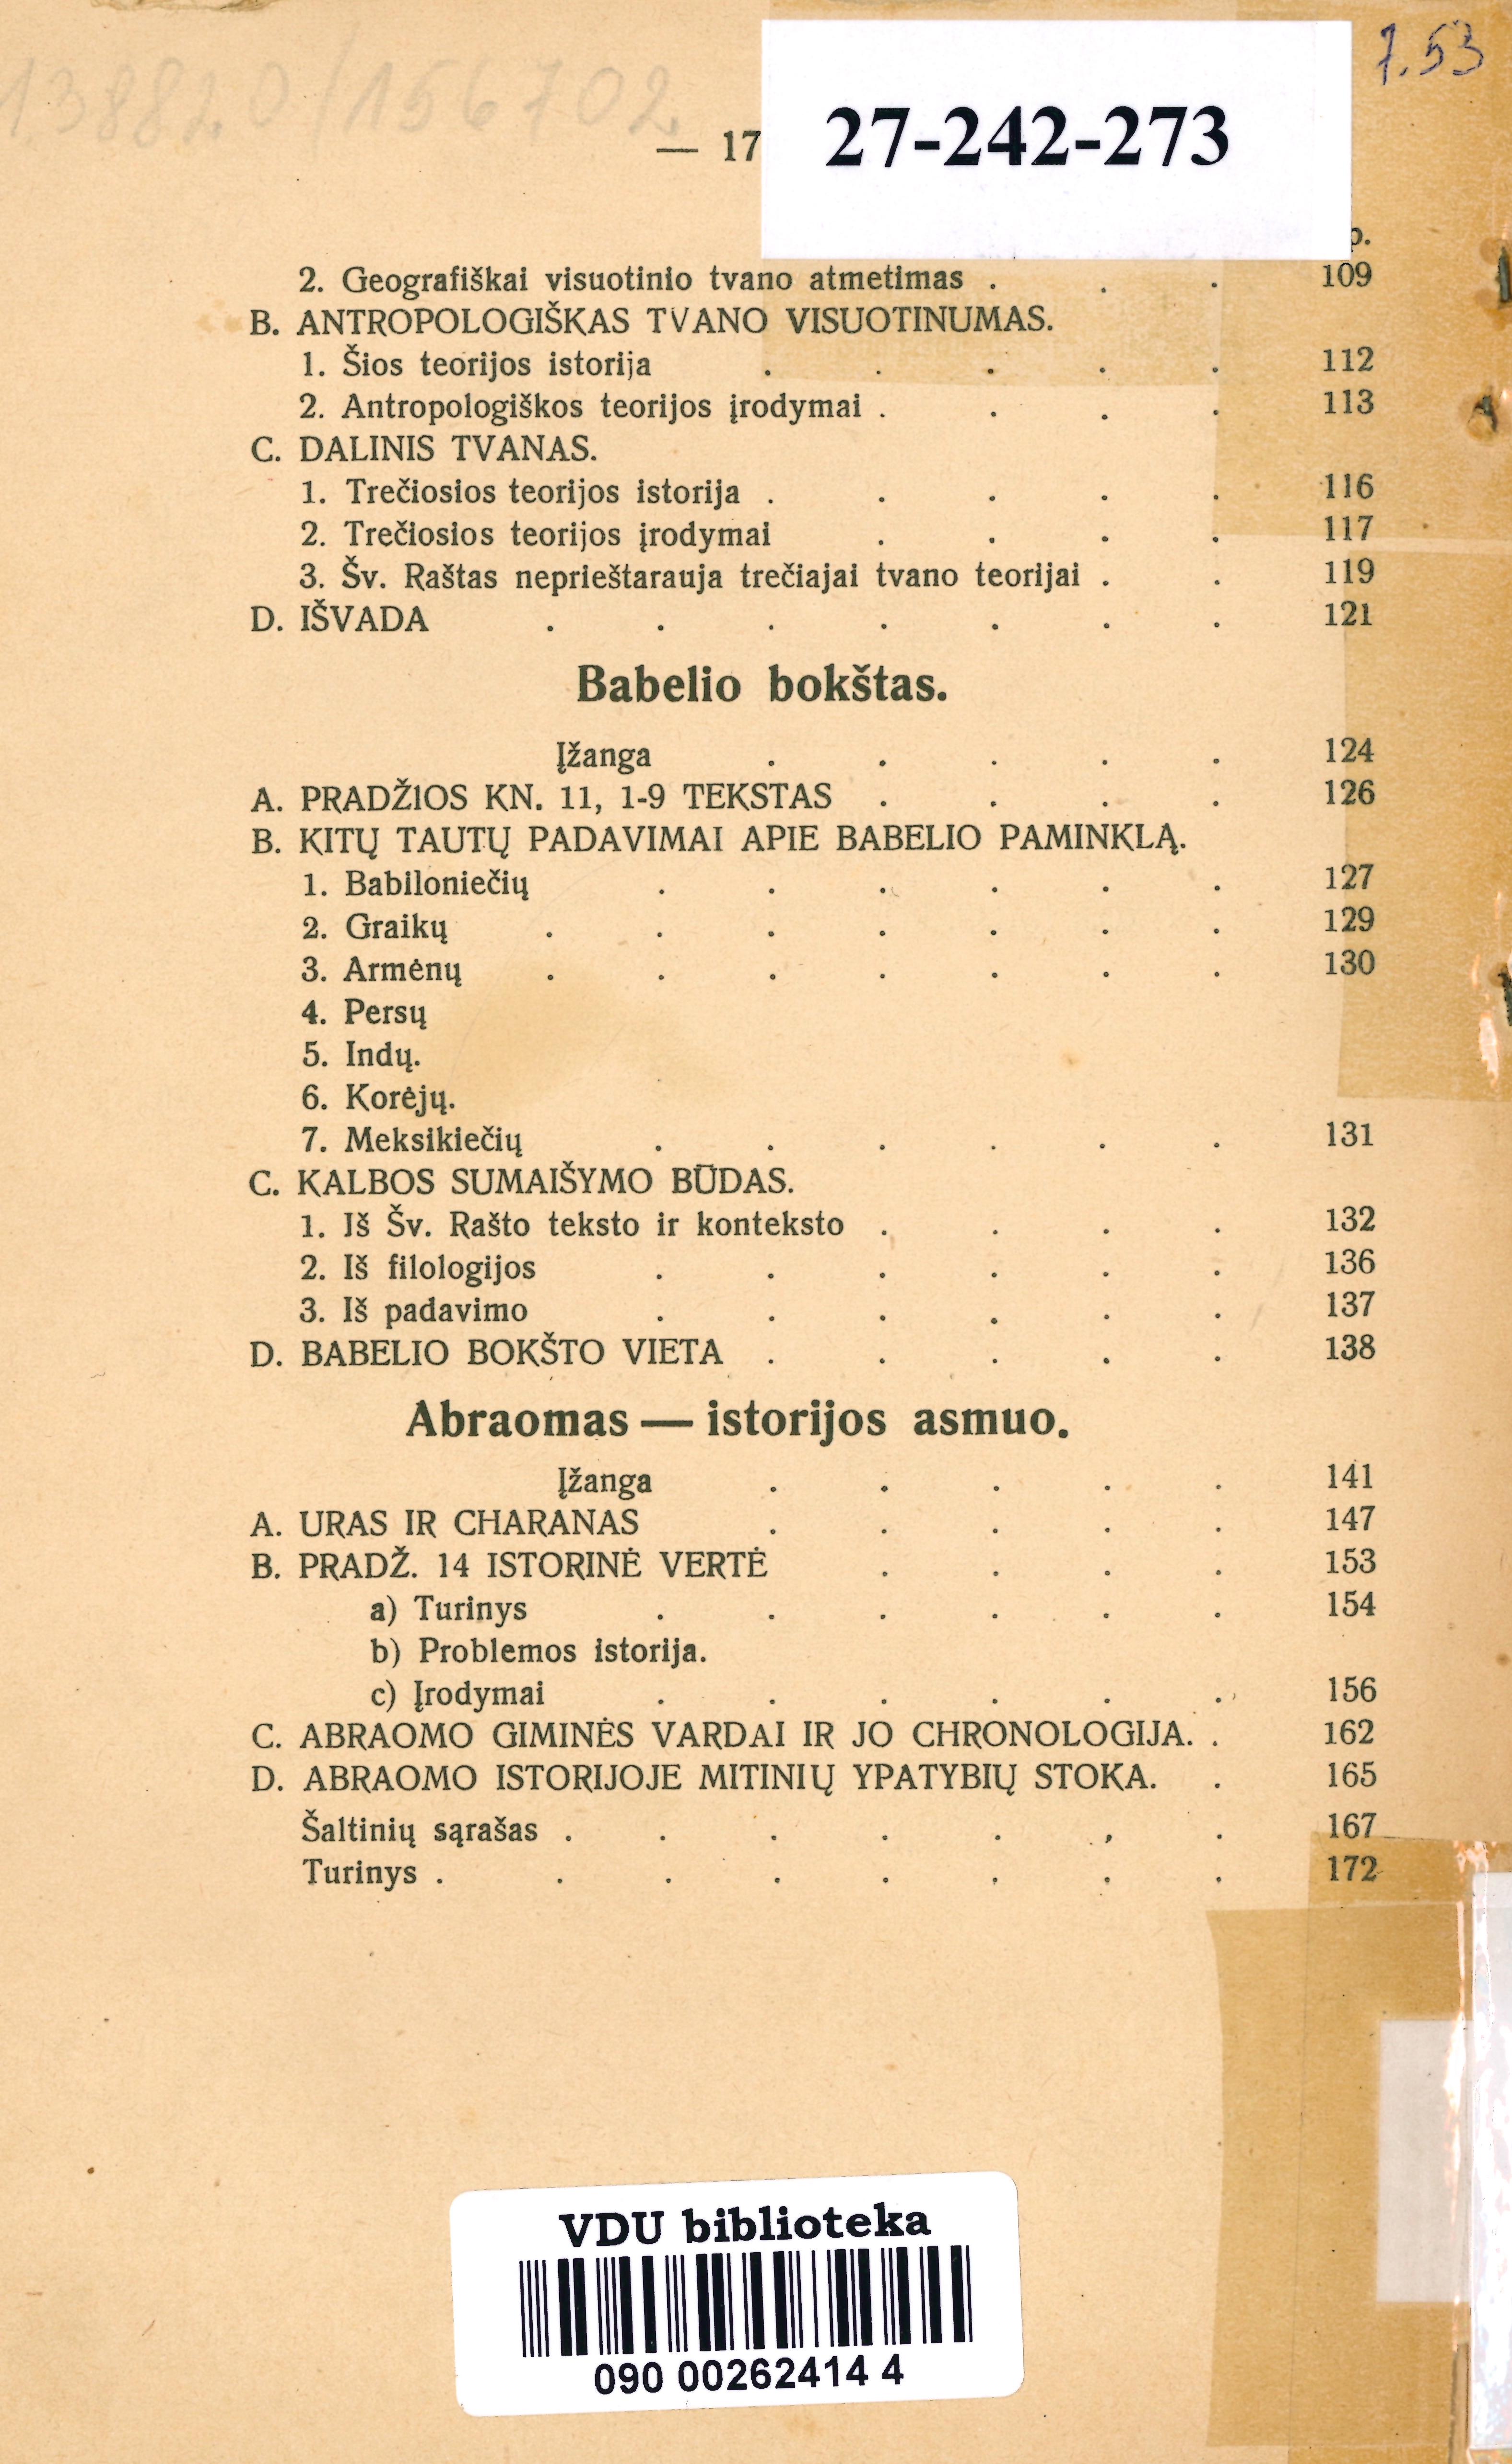 13881.0/156702
7.53
27-242-273
— 17
p.
2. Geografiškai visuotinio tvano atmetimas . . . 109
B. ANTROPOLOGIŠKAS TVANO VISUOTINUMAS.
1. Šios teorijos istorija . . . . . 112
2. Antropologiškos teorijos įrodymai . . . . 113
C. DALINIS TVANAS.
1. Trečiosios teorijos istorija . . . . . 116
2. Trečiosios teorijos įrodymai . . . . 117
3. Šv. Raštas neprieštarauja trečiajai tvano teorijai . . 119
D. IŠVADA . . . . . . . 121
Babelio bokštas.
Įžanga . . . . . 124
A. PRADŽIOS KN. 11, 1-9 TEKSTAS . . . . 126
B. KITŲ TAUTŲ PADAVIMAI APIE BABELIO PAMINKLĄ.
1. Babiloniečių . . . . . . 127
2. Graikų . . . . . . . 129
3. Armėnų . . . . . . . 130
4. Persų
5. Indų.
6. Korėjų.
7. Meksikiečių . . . . . . 131
C. KALBOS SUMAIŠYMO BŪDAS.
1. Iš Šv. Rašto teksto ir konteksto . . . . 132
2. Iš filologijos . . . . . . 136
3. Iš padavimo . . . . . . 137
D. BABELIO BOKŠTO VIETA . . . . . 138
Abraomas — istorijos asmuo.
Įžanga . . . . . 141
A. URAS IR CHARANAS . . . . . 147
B. PRADŽ. 14 ISTORINĖ VERTĖ . . . . 153
a) Turinys . . . . . . 154
b) Problemos istorija.
c) Įrodymai . . . . . . 156
C. ABRAOMO GIMINĖS VARDAI IR JO CHRONOLOGIJA. . 162
D. ABRAOMO ISTORIJOJE MITINIŲ YPATYBIŲ STOKA. . 165
Šaltinių sąrašas . . . . . . . 167
Turinys . . . . . . . . 172
VDU biblioteka
090 00262414 4